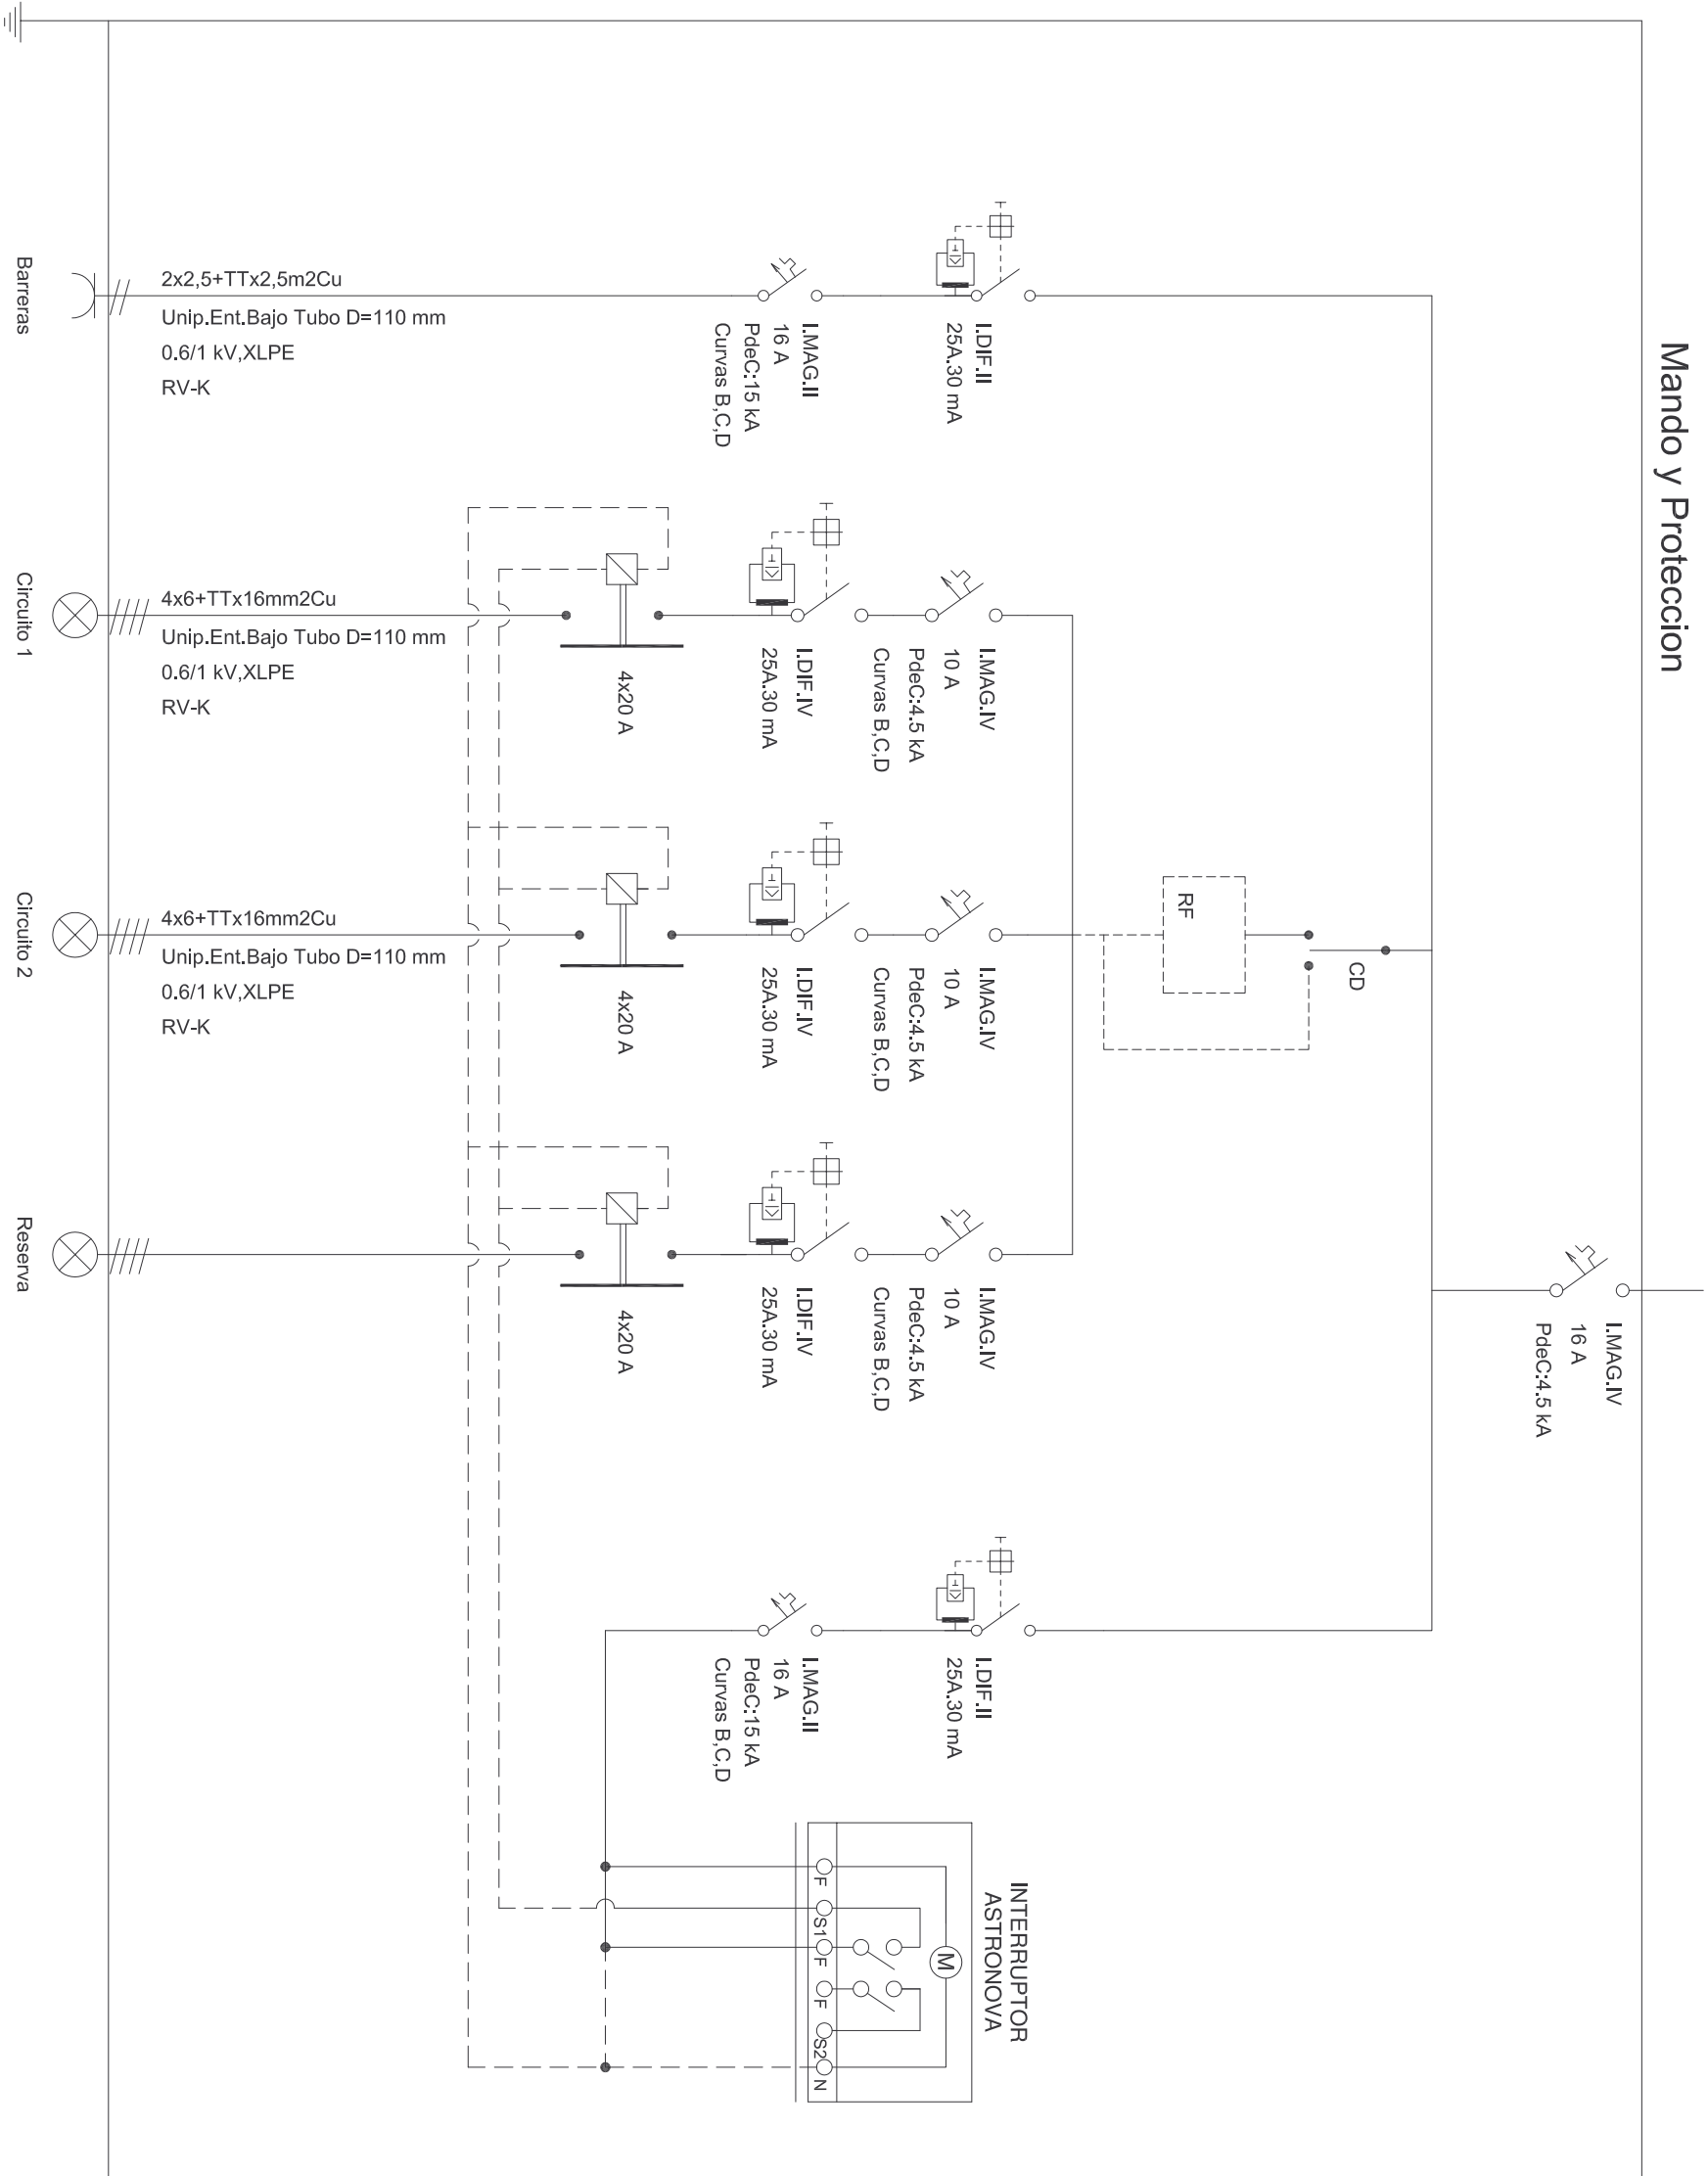 Mando y Proteccion
I.MAG.IV
16 A
PdeC:4.5 kA
CD
RF
I.DIF.II
25A.30 mA
I.MAG.II
16 A
PdeC:15 kA
Curvas B,C,D
2x2,5+TTx2,5m2Cu
Unip.Ent.Bajo Tubo D=110 mm
0.6/1 kV,XLPE
RV-K
Barreras
I.MAG.IV
10 A
PdeC:4.5 kA
Curvas B,C,D
I.DIF.IV
25A.30 mA
4x20 A
4x6+TTx16mm2Cu
Unip.Ent.Bajo Tubo D=110 mm
0.6/1 kV,XLPE
RV-K
Circuito 1
I.MAG.IV
10 A
PdeC:4.5 kA
Curvas B,C,D
I.DIF.IV
25A.30 mA
4x20 A
4x6+TTx16mm2Cu
Unip.Ent.Bajo Tubo D=110 mm
0.6/1 kV,XLPE
RV-K
Circuito 2
I.MAG.IV
10 A
PdeC:4.5 kA
Curvas B,C,D
I.DIF.IV
25A.30 mA
4x20 A
Reserva
I.DIF.II
25A.30 mA
I.MAG.II
16 A
PdeC:15 kA
Curvas B,C,D
INTERRUPTOR
ASTRONOVA
M
F S1 F F S2 N